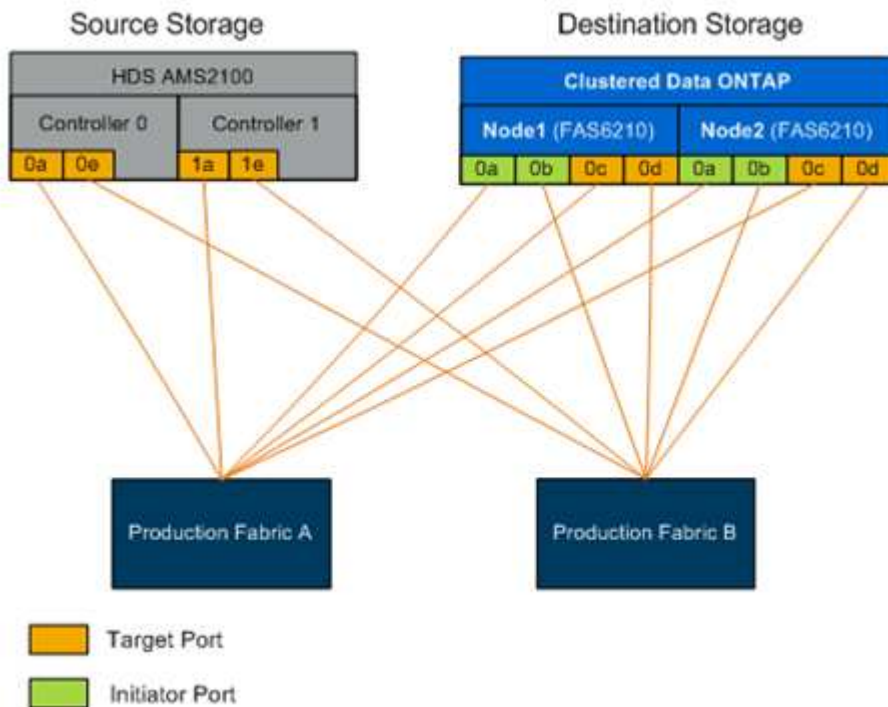 Source Storage
Destination Storage
HDS AMS2100
Controller 0
Controller 1
0a
0e
1a
1e
Clustered Data ONTAP
Node1 (FAS6210)
Node2 (FAS6210)
0a
0b
0c
0d
0a
0b
0c
0d
Production Fabric A
Production Fabric B
Target Port
Initiator Port